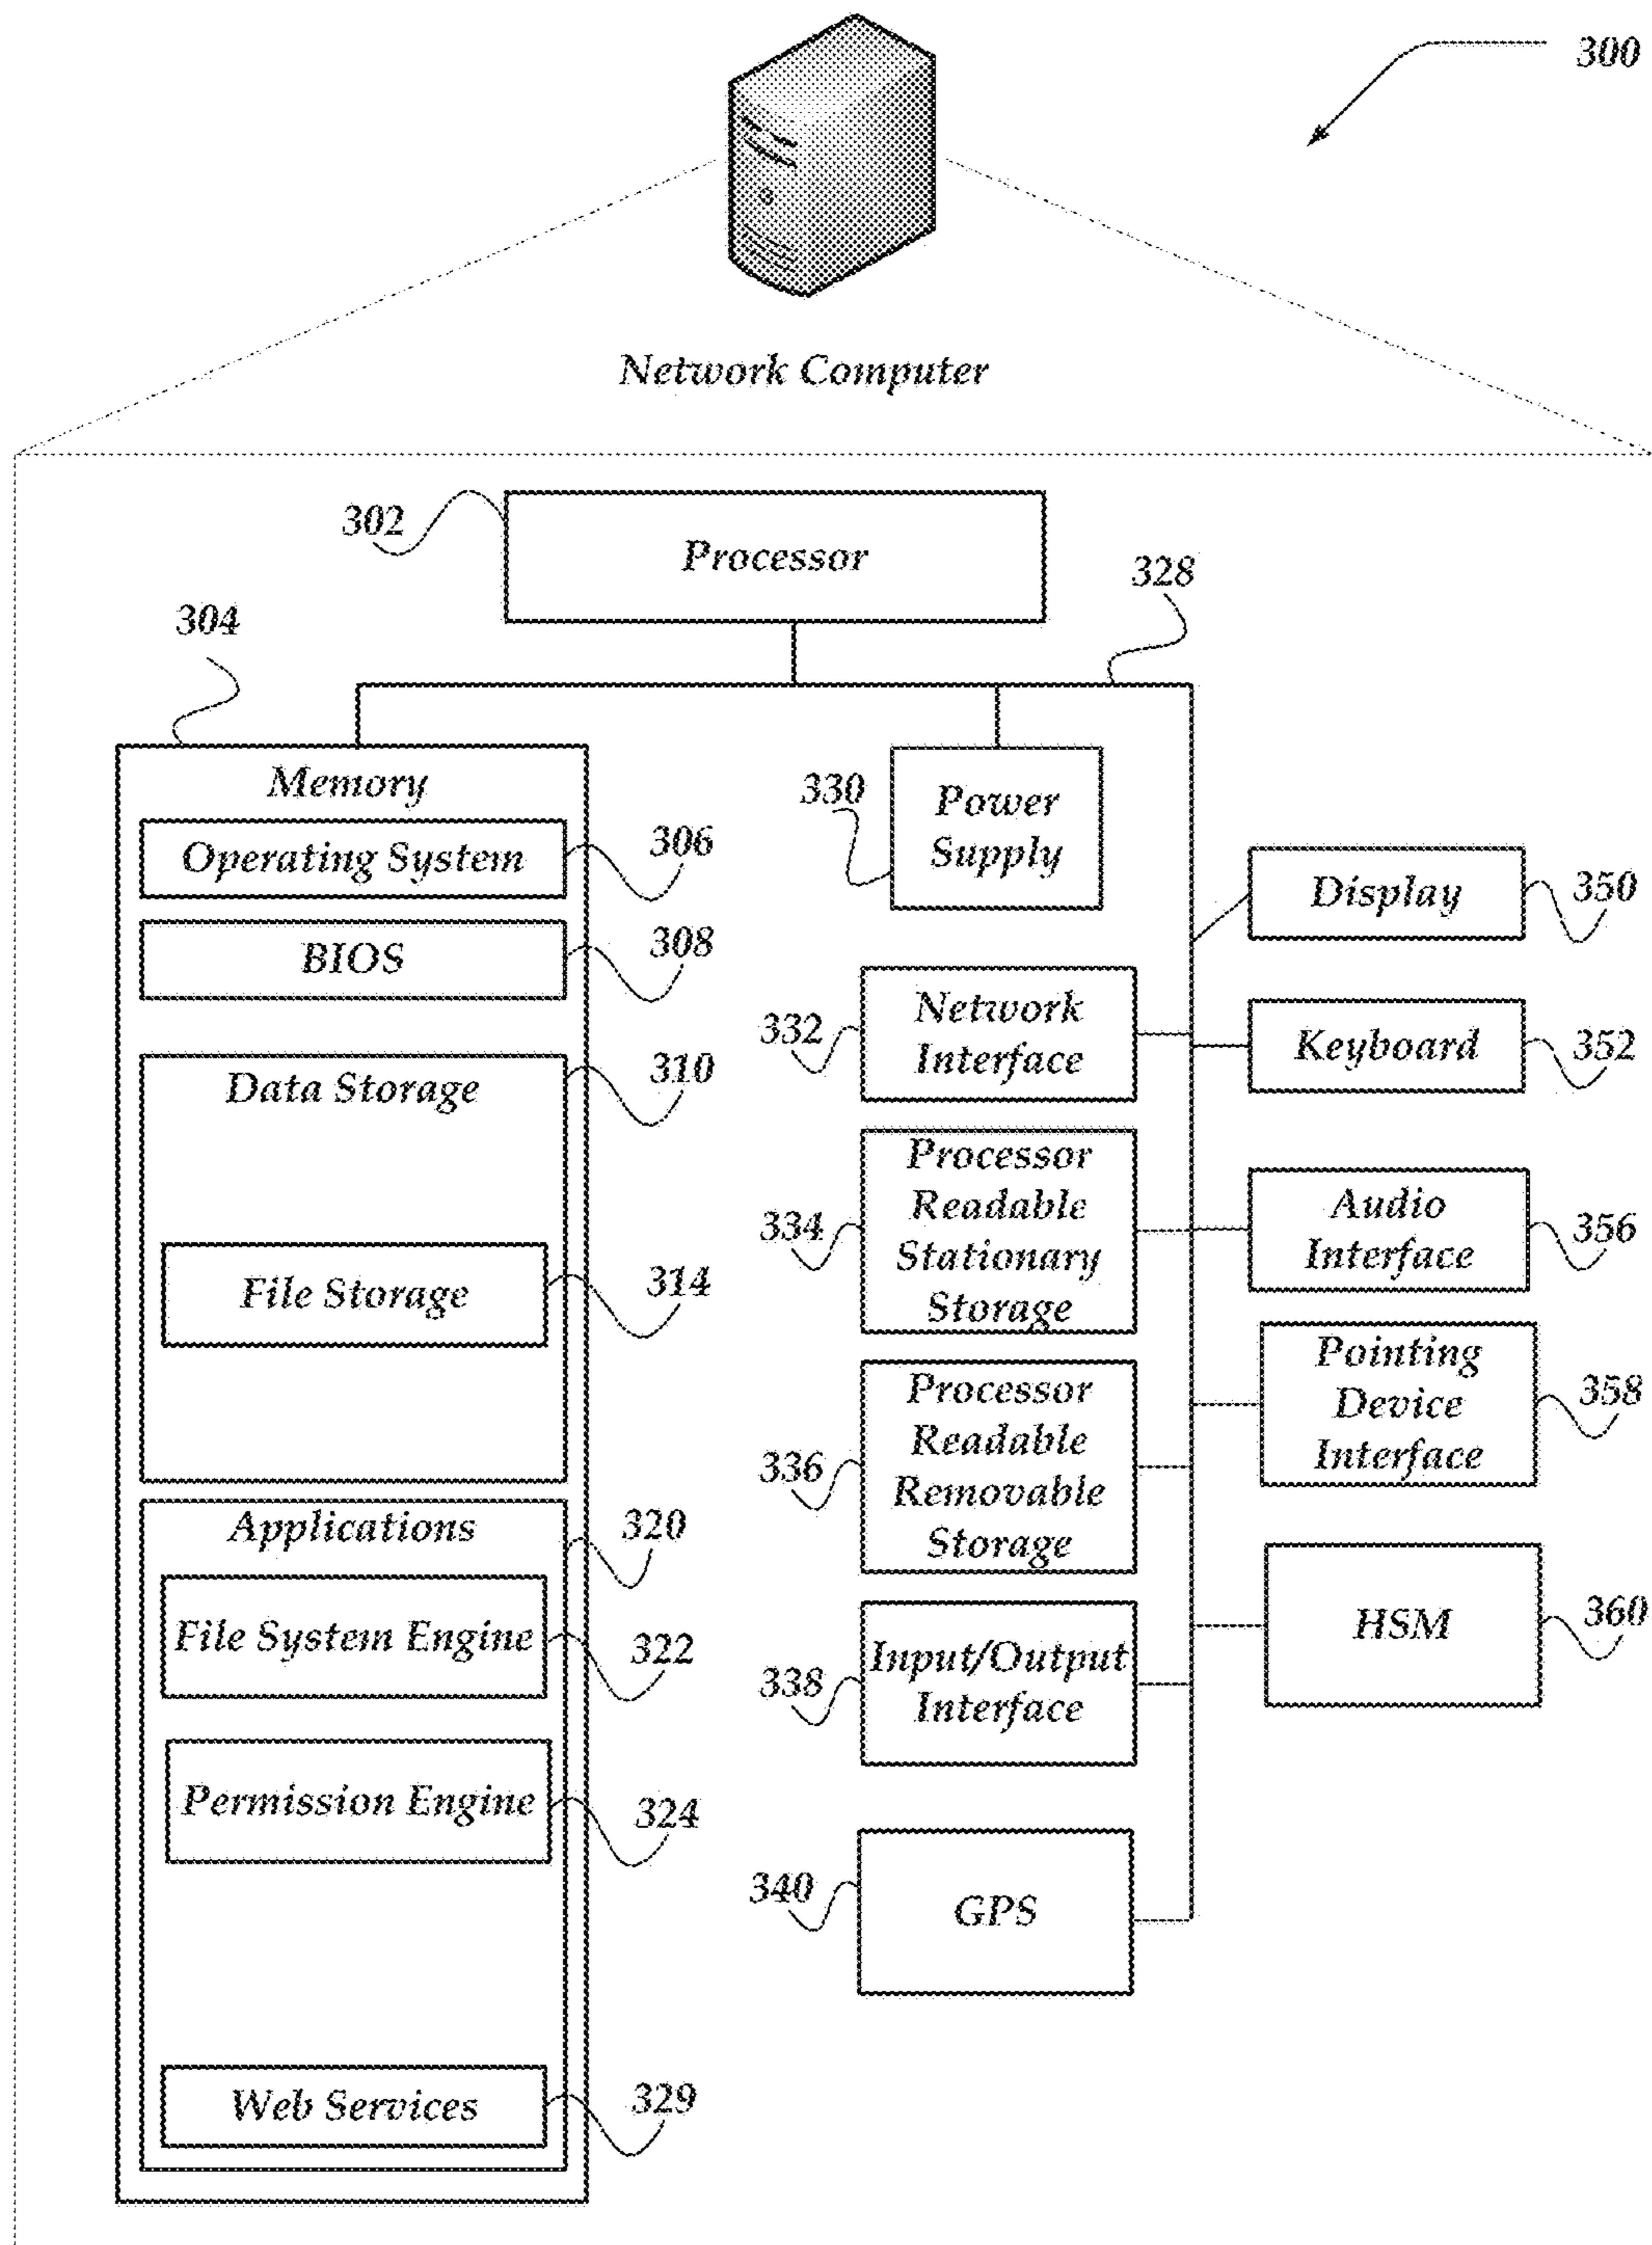 300
Network Computer
302
Processor
328
304
Memory
Operating System
306
BIOS
308
Data Storage
310
File Storage
314
Applications
320
File System Engine
322
Permission Engine
324
Web Services
329
330
Power
Supply
332
Network
Interface
334
Processor
Readable
Stationary
Storage
336
Processor
Readable
Removable
Storage
338
Input/Output
Interface
340
GPS
Display
350
Keyboard
352
Audio
Interface
356
Pointing
Device
Interface
358
HSM
360